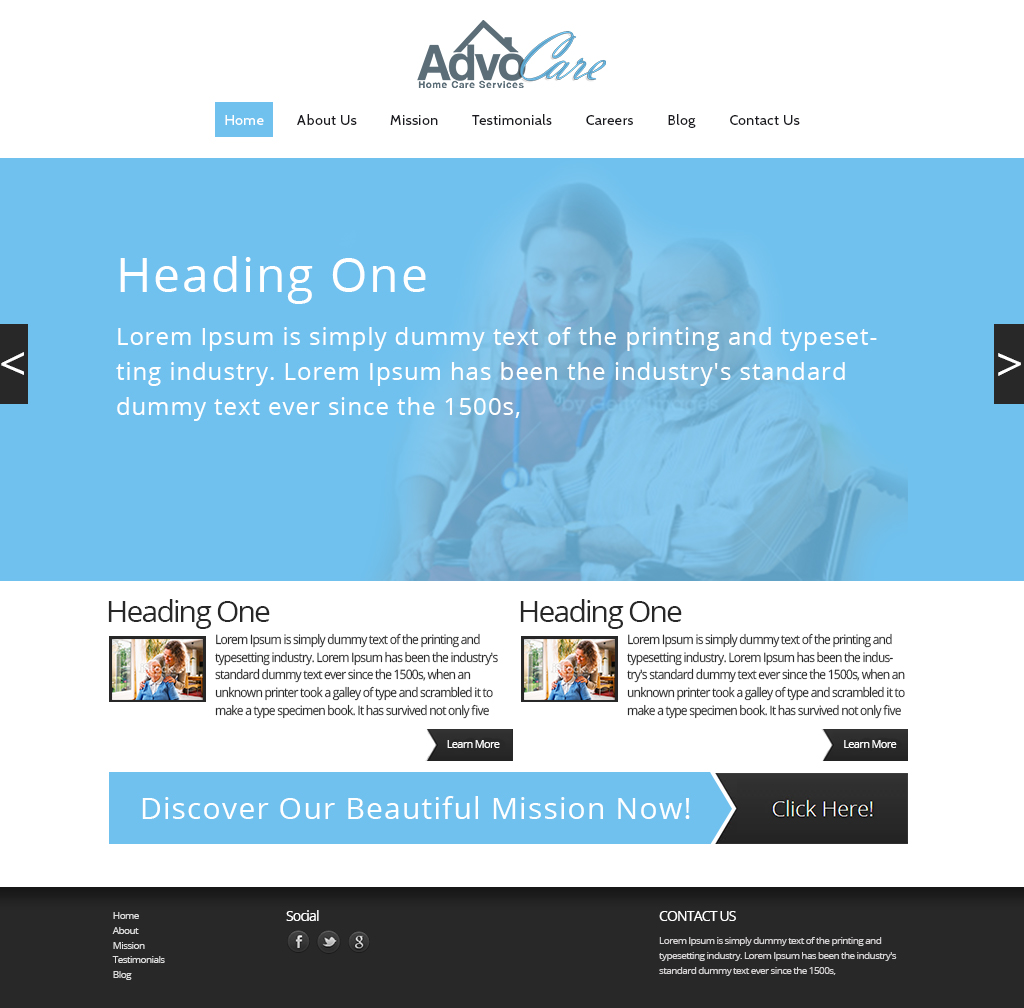 AdvoCare
Home Care Services
Home About Us Mission Testimonials Careers Blog Contact Us
Heading One
Lorem Ipsum is simply dummy text of the printing and typeset-
ting industry. Lorem Ipsum has been the industry's standard
dummy text ever since the 1500s,
<
>
Heading One
Lorem Ipsum is simply dummy text of the printing and
typesetting industry. Lorem Ipsum has been the industry's
standard dummy text ever since the 1500s, when an
unknown printer took a galley of type and scrambled it to
make a type specimen book. It has survived not only five
Learn More
Heading One
Lorem Ipsum is simply dummy text of the printing and
typesetting industry. Lorem Ipsum has been the indus-
try's standard dummy text ever since the 1500s, when an
unknown printer took a galley of type and scrambled it to
make a type specimen book. It has survived not only five
Learn More
Discover Our Beautiful Mission Now!
Click Here!
Home
About
Mission
Testimonials
Blog
Social
f
g
CONTACT US
Lorem Ipsum is simply dummy text of the printing and
typesetting industry. Lorem Ipsum has been the industry's
standard dummy text ever since the 1500s,